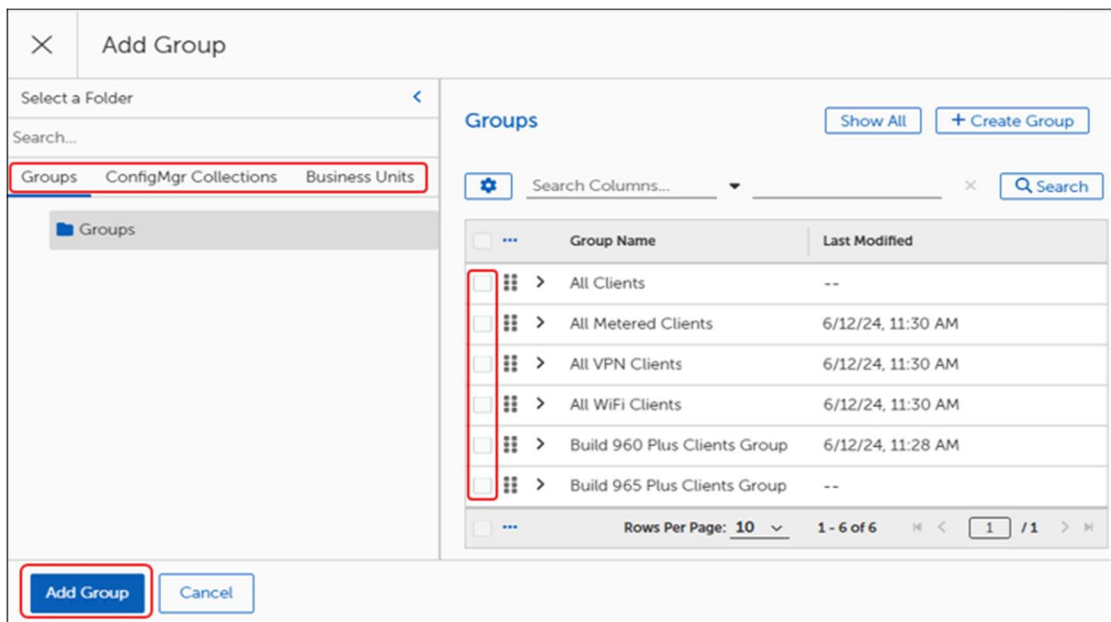 Add Group
Select a Folder
Search...
Groups ConfigMgr Collections Business Units
Groups
Groups
Show All + Create Group
Search Columns... Search
Group Name Last Modified
All Clients --
All Metered Clients 6/12/24, 11:30 AM
All VPN Clients 6/12/24, 11:30 AM
All WiFi Clients 6/12/24, 11:30 AM
Build 960 Plus Clients Group 6/12/24, 11:28 AM
Build 965 Plus Clients Group --
Rows Per Page: 10 1 - 6 of 6 1 / 1
Add Group Cancel